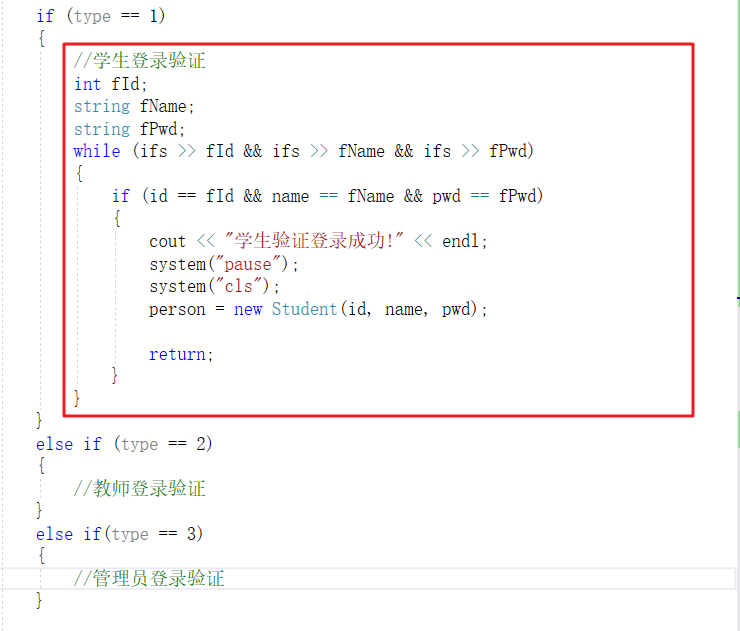 if (type == 1)
{
//学生登录验证
int fId;
string fName;
string fPwd;
while (ifs >> fId && ifs >> fName && ifs >> fPwd)
{
if (id == fId && name == fName && pwd == fPwd)
{
cout << "学生验证登录成功!" << endl;
system("pause");
system("cls");
person = new Student(id, name, pwd);
return;
}
}
}
else if (type == 2)
{
//教师登录验证
}
else if(type == 3)
{
//管理员登录验证
}